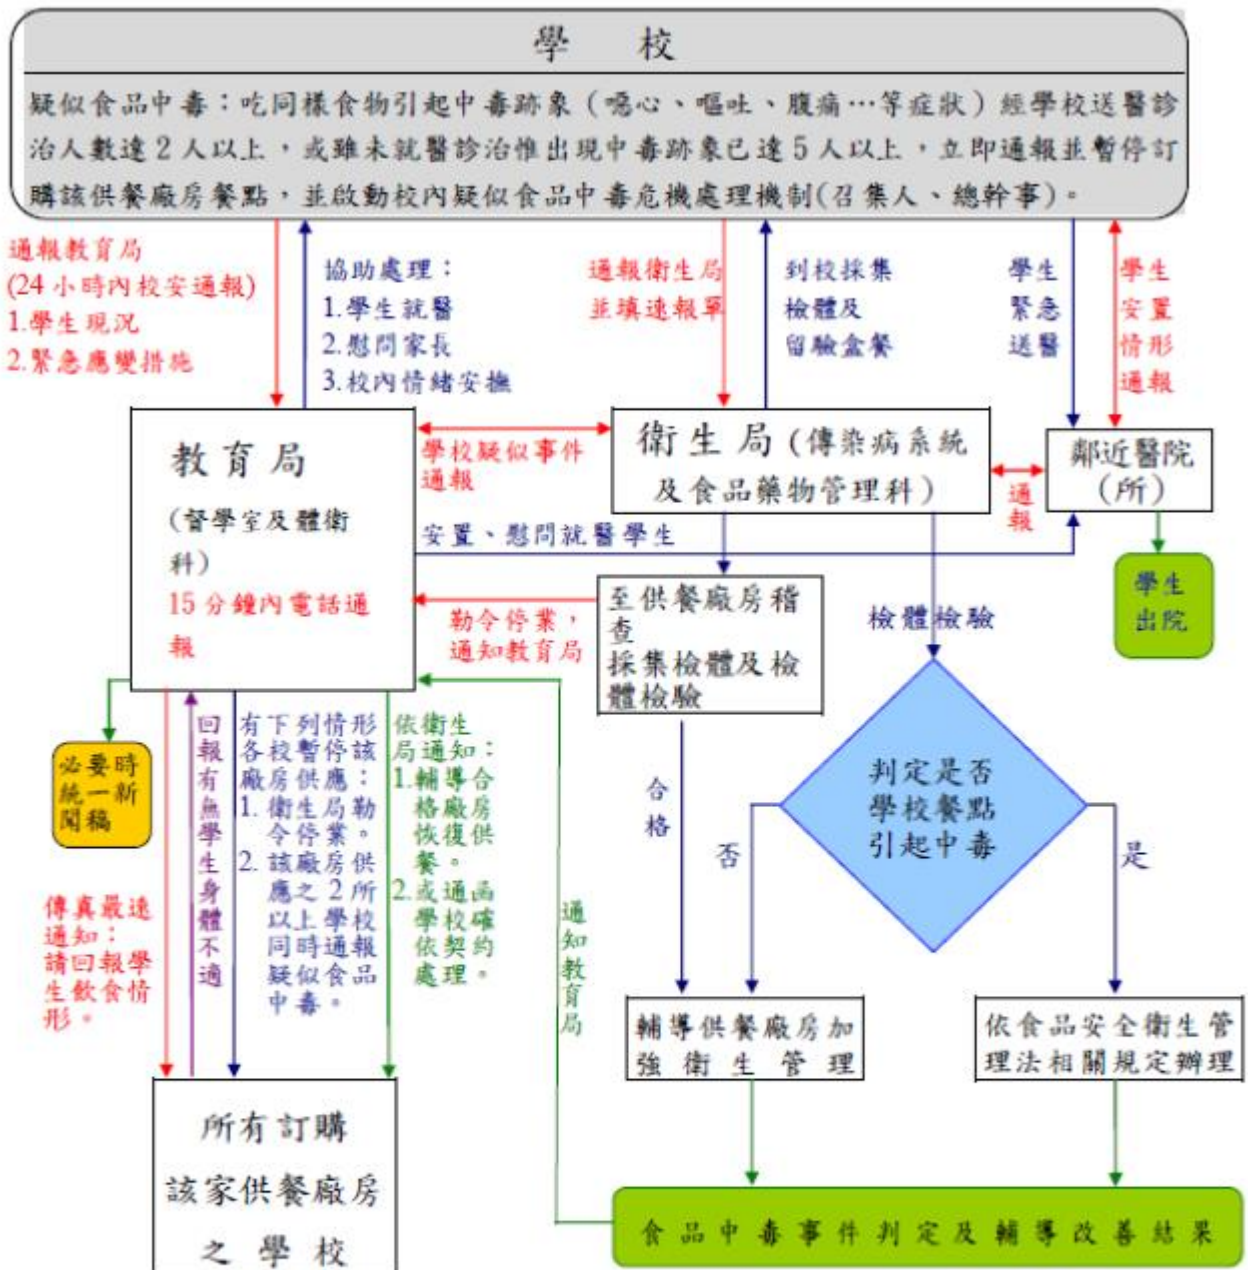 學 校
疑似食品中毒：吃同樣食物引起中毒跡象（噁心、嘔吐、腹痛…等症狀）經學校送醫診
治人數達2人以上，或雖未就醫診治惟出現中毒跡象已達5人以上，立即通報並暫停訂
購該供餐廠房餐點，並啟動校內疑似食品中毒危機處理機制(召集人、總幹事)。
通報教育局
(24小時內校安通報)
1.學生現況
2.緊急應變措施
協助處理：
1.學生就醫
2.慰問家長
3.校內情緒安撫
通報衛生局
並填速報單
到校採集
檢體及
留驗盒餐
學生
緊急
送醫
學生
安置
情形
通報
教育局
(督學室及體衛
科)
15分鐘內電話通
報
學校疑似事件
通報
衛生局(傳染病系統
及食品藥物管理科)
通
報
鄰近醫院
(所)
安置、慰問就醫學生
學生
出院
勒令停業，
通知教育局
至供餐廠房稽
查
採集檢體及檢
體檢驗
檢體檢驗
必要時
統一新
聞稿
回
報
有
無
學
生
身
體
不
適
有下列情形
各校暫停該
廠房供應：
1. 衛生局勒
令停業。
2. 該廠房供
應之2所
以上學校
同時通報
疑似食品
中毒。
依衛生
局通知：
1.輔導合
格廠房
恢復供
餐。
2.或通函
學校確
依契約
處理。
合
格
否
判定是否
學校餐點
引起中毒
是
傳真最速
通知：
請回報學
生飲食情
形。
通
知
教
育
局
輔導供餐廠房加
強衛生管理
依食品安全衛生管
理法相關規定辦理
所有訂購
該家供餐廠房
之學校
食品中毒事件判定及輔導改善結果